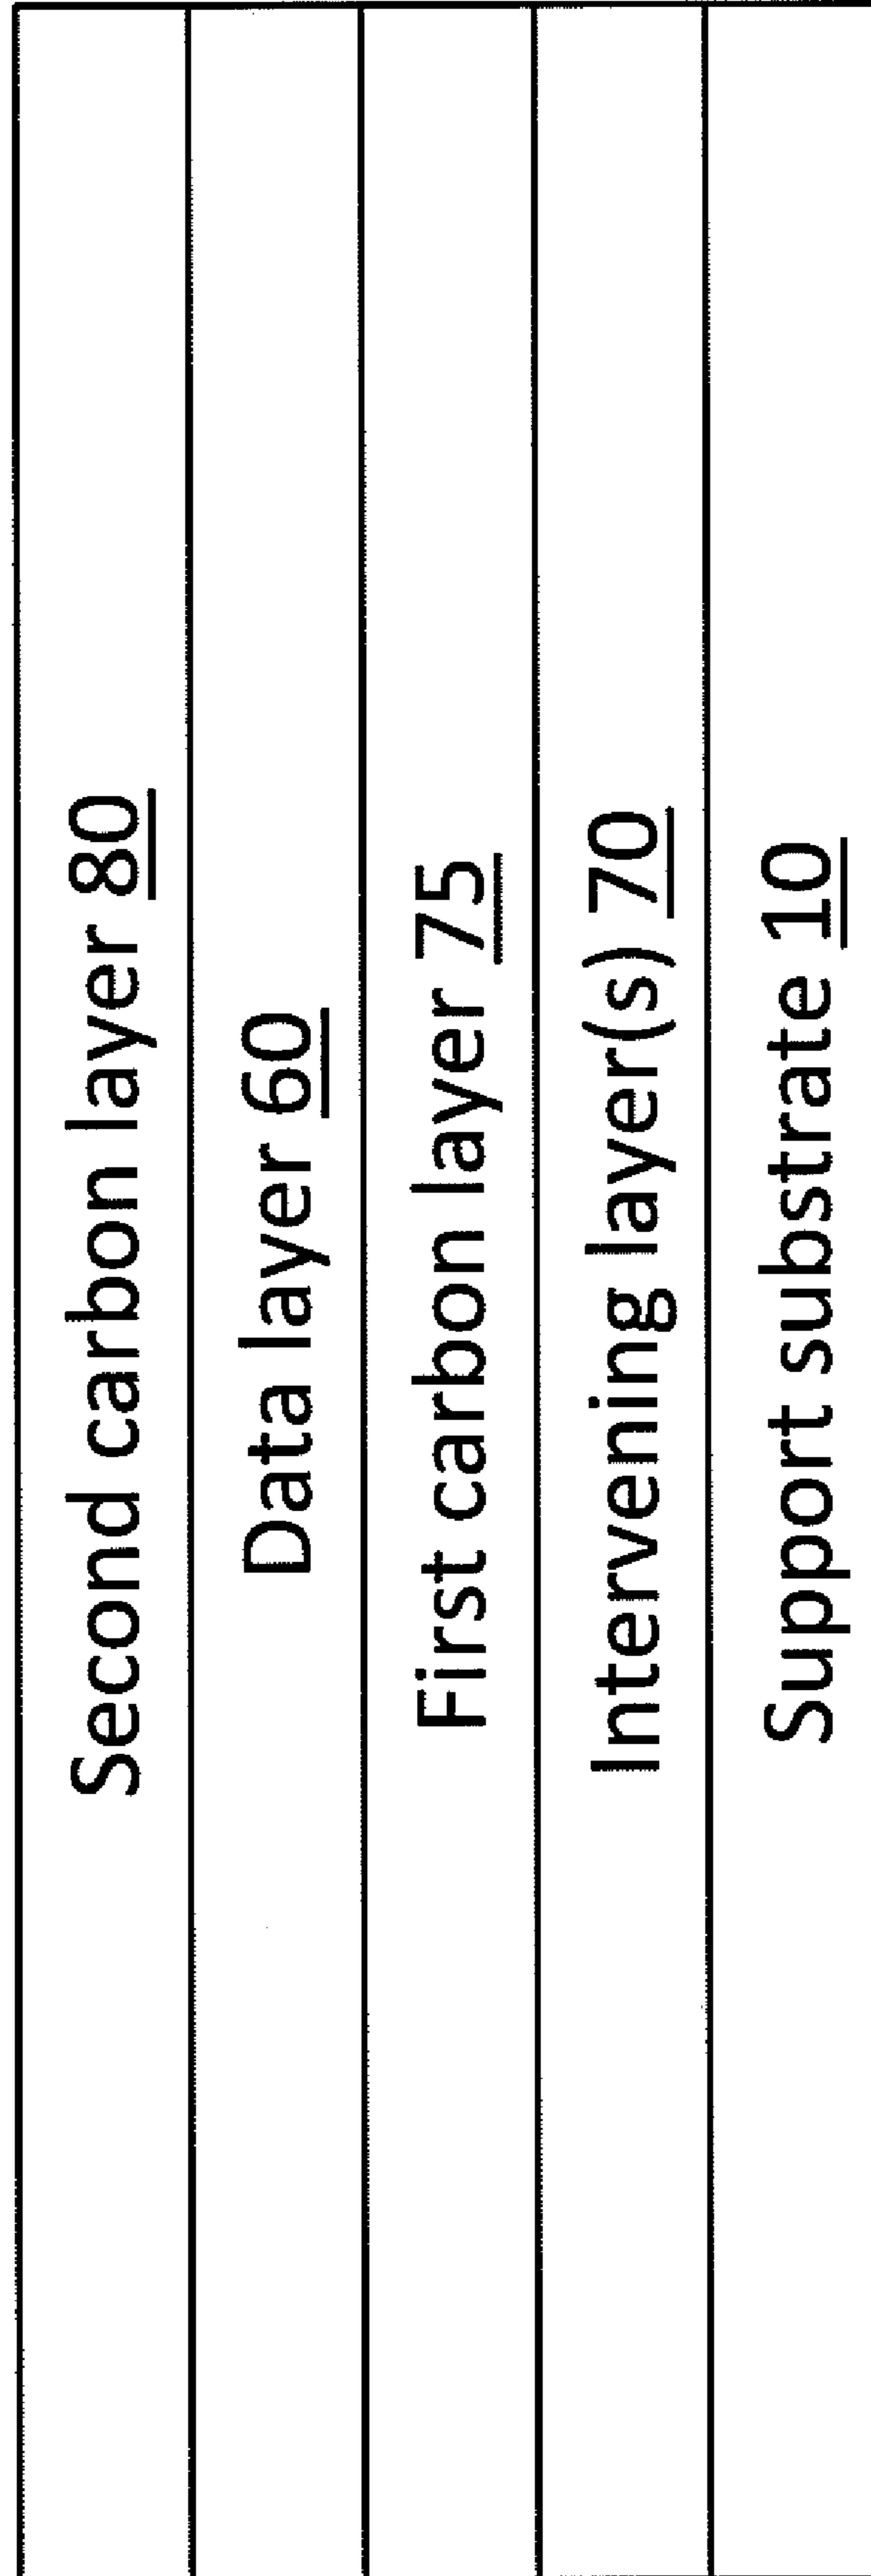 Second carbon layer 80
Data layer 60
First carbon layer 75
Intervening layer(s) 70
Support substrate 10